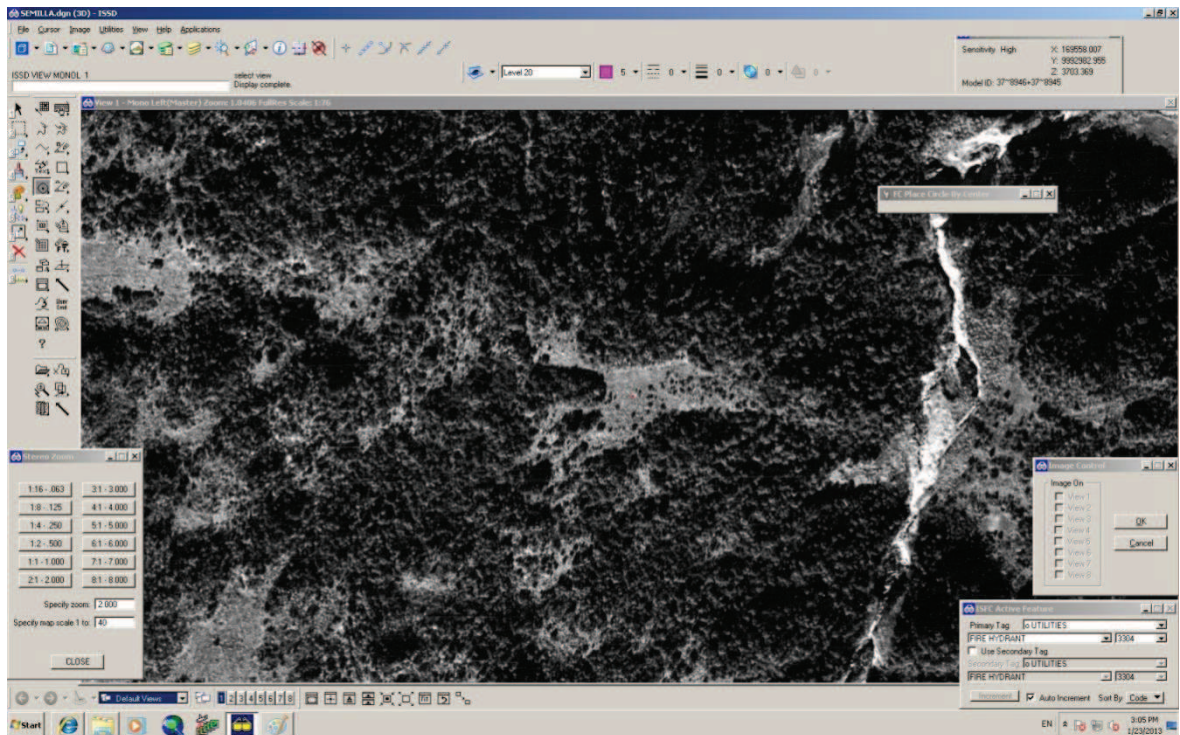 SEMILLA.dgn (3D) - ISSD
File Cursor Image Utilities View Help Applications
ISSD VIEW MONOL 1
select view
Display complete
Level 20
5
0
0
0
0
Sensitivity High
X: 169558.007
Y: 9992982.955
Z: 3703.369
Model ID: 37~8946+37~8945
View 1 - Mono Left(Master) Zoom: 1.0486 Fullres Scale: 1:76
FC Place Circle By Center
?
Stereo Zoom
1:16 - .063 3:1 - 3.000
1:8 - .125 4:1 - 4.000
1:4 - .250 5:1 - 5.000
1:2 - .500 6:1 - 6.000
1:1 - 1.000 7:1 - 7.000
2:1 - 2.000 8:1 - 8.000
Specify zoom: 2.000
Specify map scale 1 to: 40
CLOSE
Image Control
Image On
View 1
View 2
View 3
View 4
View 5
View 6
View 7
View 8
OK
Cancel
ISFC Active Feature
Primary Tag: o UTILITIES
FIRE HYDRANT 3304
Use Secondary Tag
Secondary Tag: o UTILITIES
FIRE HYDRANT 3304
Increment Auto Increment Sort By Code
Default Views 1 2 3 4 5 6 7 8
Start
EN
3:05 PM
1/23/2013